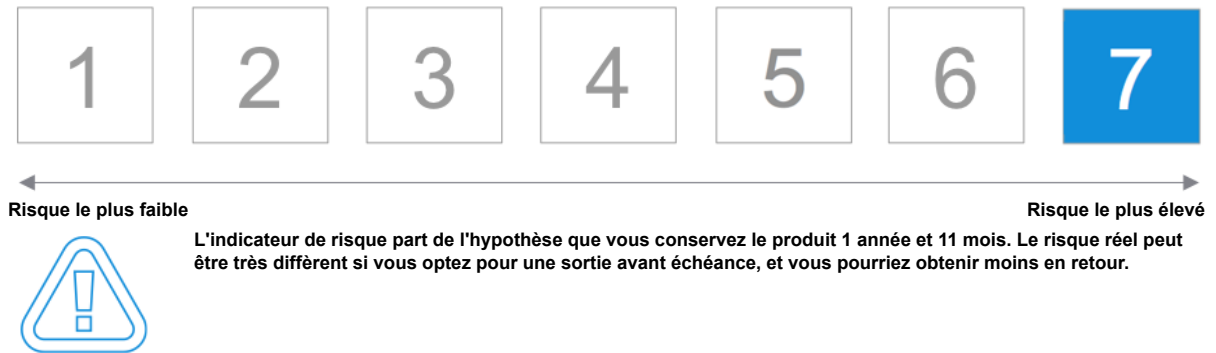 1 2 3 4 5 6 7
Risque le plus faible Risque le plus élevé
L'indicateur de risque part de l'hypothèse que vous conservez le produit 1 année et 11 mois. Le risque réel peut
être très diffèrent si vous optez pour une sortie avant échéance, et vous pourriez obtenir moins en retour.